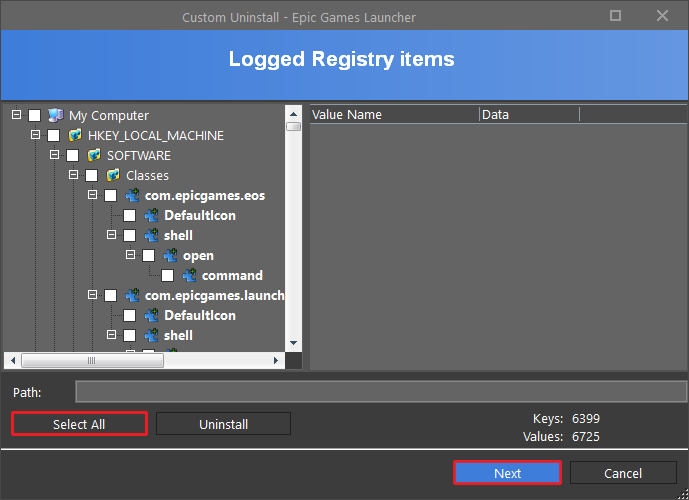 Custom Uninstall - Epic Games Launcher
Logged Registry items
My Computer
HKEY_LOCAL_MACHINE
SOFTWARE
Classes
com.epicgames.eos
DefaultIcon
shell
open
command
com.epicgames.launch
DefaultIcon
shell
Value Name Data
Path:
Select All Uninstall
Keys: 6399
Values: 6725
Next Cancel